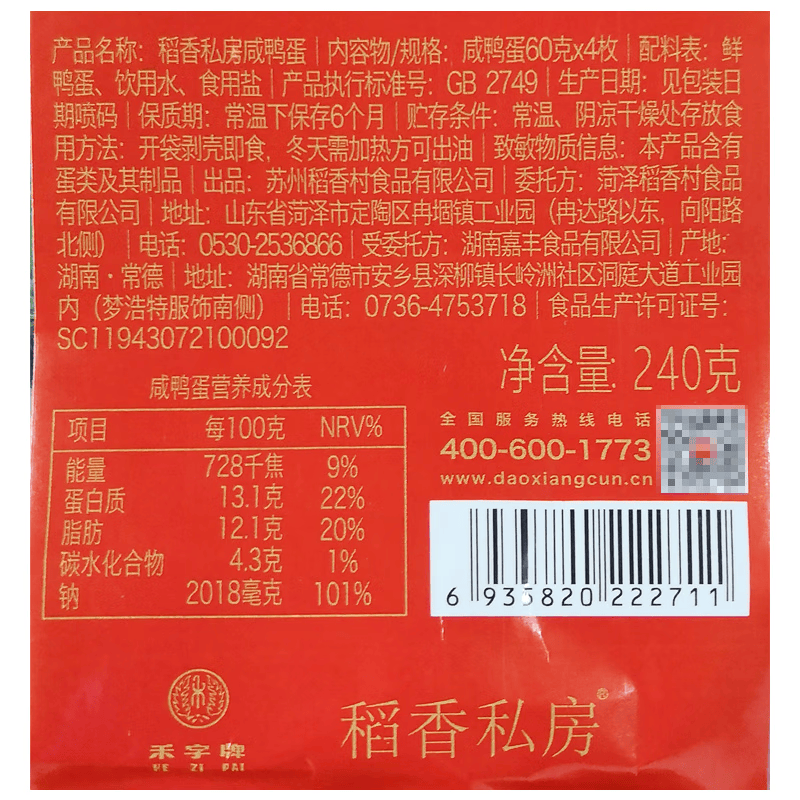 产品名称：稻香私房咸鸭蛋｜内容物/规格：咸鸭蛋60克x4枚｜配料表：鲜
鸭蛋、饮用水、食用盐｜产品执行标准号：GB 2749｜生产日期：见包装日
期喷码｜保质期：常温下保存6个月｜贮存条件：常温、阴凉干燥处存放食
用方法：开袋剥壳即食，冬天需加热方可出油｜致敏物质信息：本产品含有
蛋类及其制品｜出品：苏州稻香村食品有限公司｜委托方：菏泽稻香村食品
有限公司｜地址：山东省菏泽市定陶区冉堌镇工业园（冉达路以东，向阳路
北侧）｜电话：0530-2536866｜受委托方：湖南嘉丰食品有限公司｜产地：
湖南·常德｜地址：湖南省常德市安乡县深柳镇长岭洲社区洞庭大道工业园
内（梦浩特服饰南侧）｜电话：0736-4753718｜食品生产许可证号：
SC11943072100092
净含量：240克
咸鸭蛋营养成分表
项目 每100克 NRV%
能量 728千焦 9%
蛋白质 13.1克 22%
脂肪 12.1克 20%
碳水化合物 4.3克 1%
钠 2018毫克 101%
全国服务热线电话
400-600-1773
www.daoxiangcun.cn
6 935820 222711
禾字牌
HE ZI PAI
稻香私房®